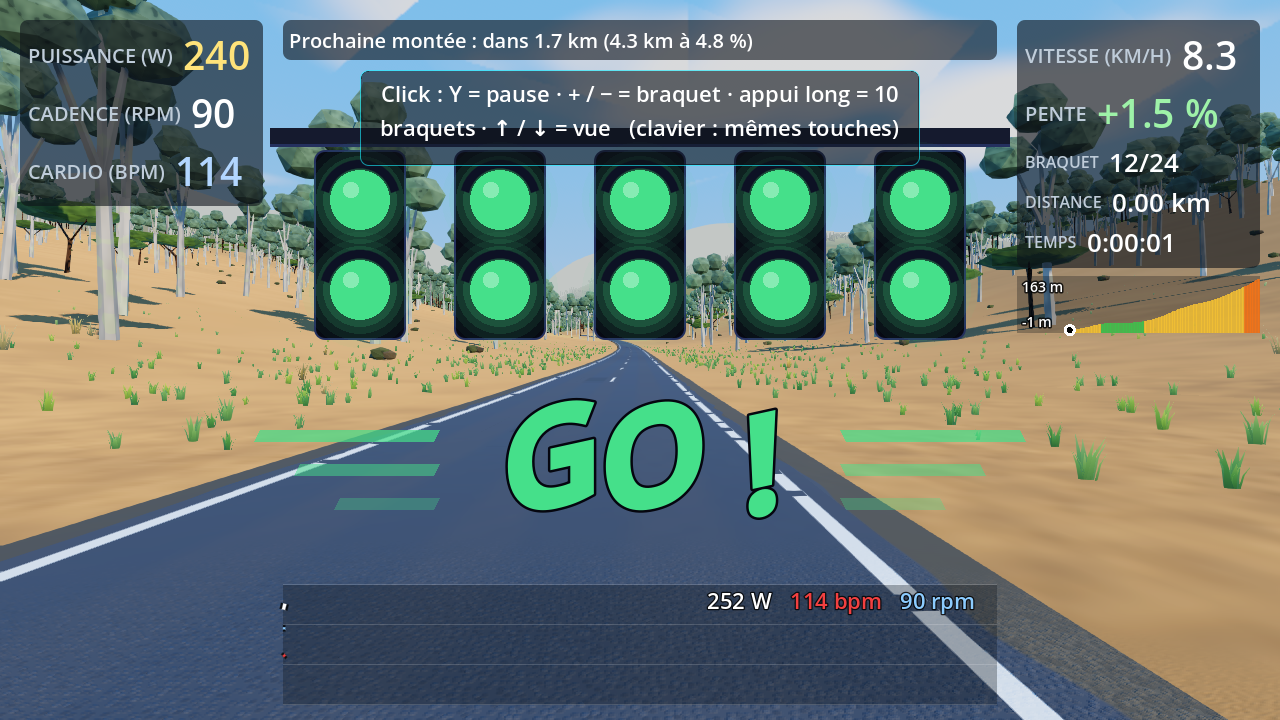 PUISSANCE (W) 240
CADENCE (RPM) 90
CARDIO (BPM) 114
Prochaine montée : dans 1.7 km (4.3 km à 4.8 %)
Click : Y = pause · + / − = braquet · appui long = 10
braquets · ↑ / ↓ = vue (clavier : mêmes touches)
VITESSE (KM/H) 8.3
PENTE +1.5 %
BRAQUET 12/24
DISTANCE 0.00 km
TEMPS 0:00:01
163 m
-1 m
GO !
252 W 114 bpm 90 rpm